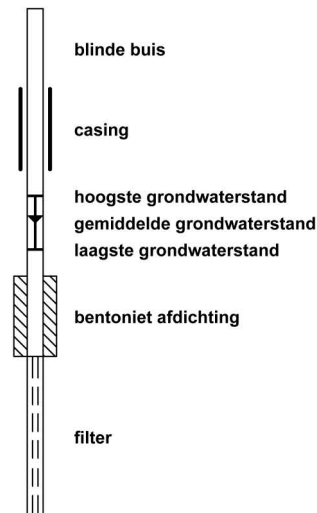 blinde buis
casing
hoogste grondwaterstand
gemiddelde grondwaterstand
laagste grondwaterstand
bentoniet afdichting
filter